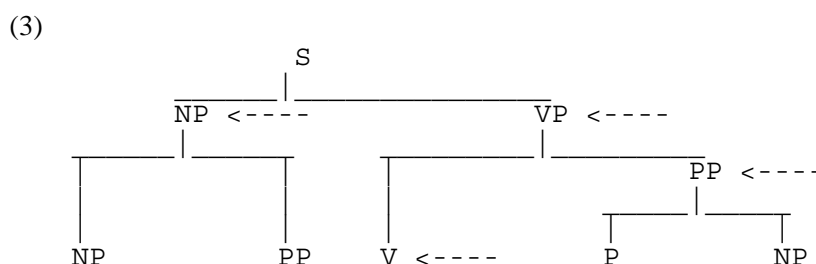 (3)
S
NP <---- VP <----
PP <----
NP PP V <---- P NP